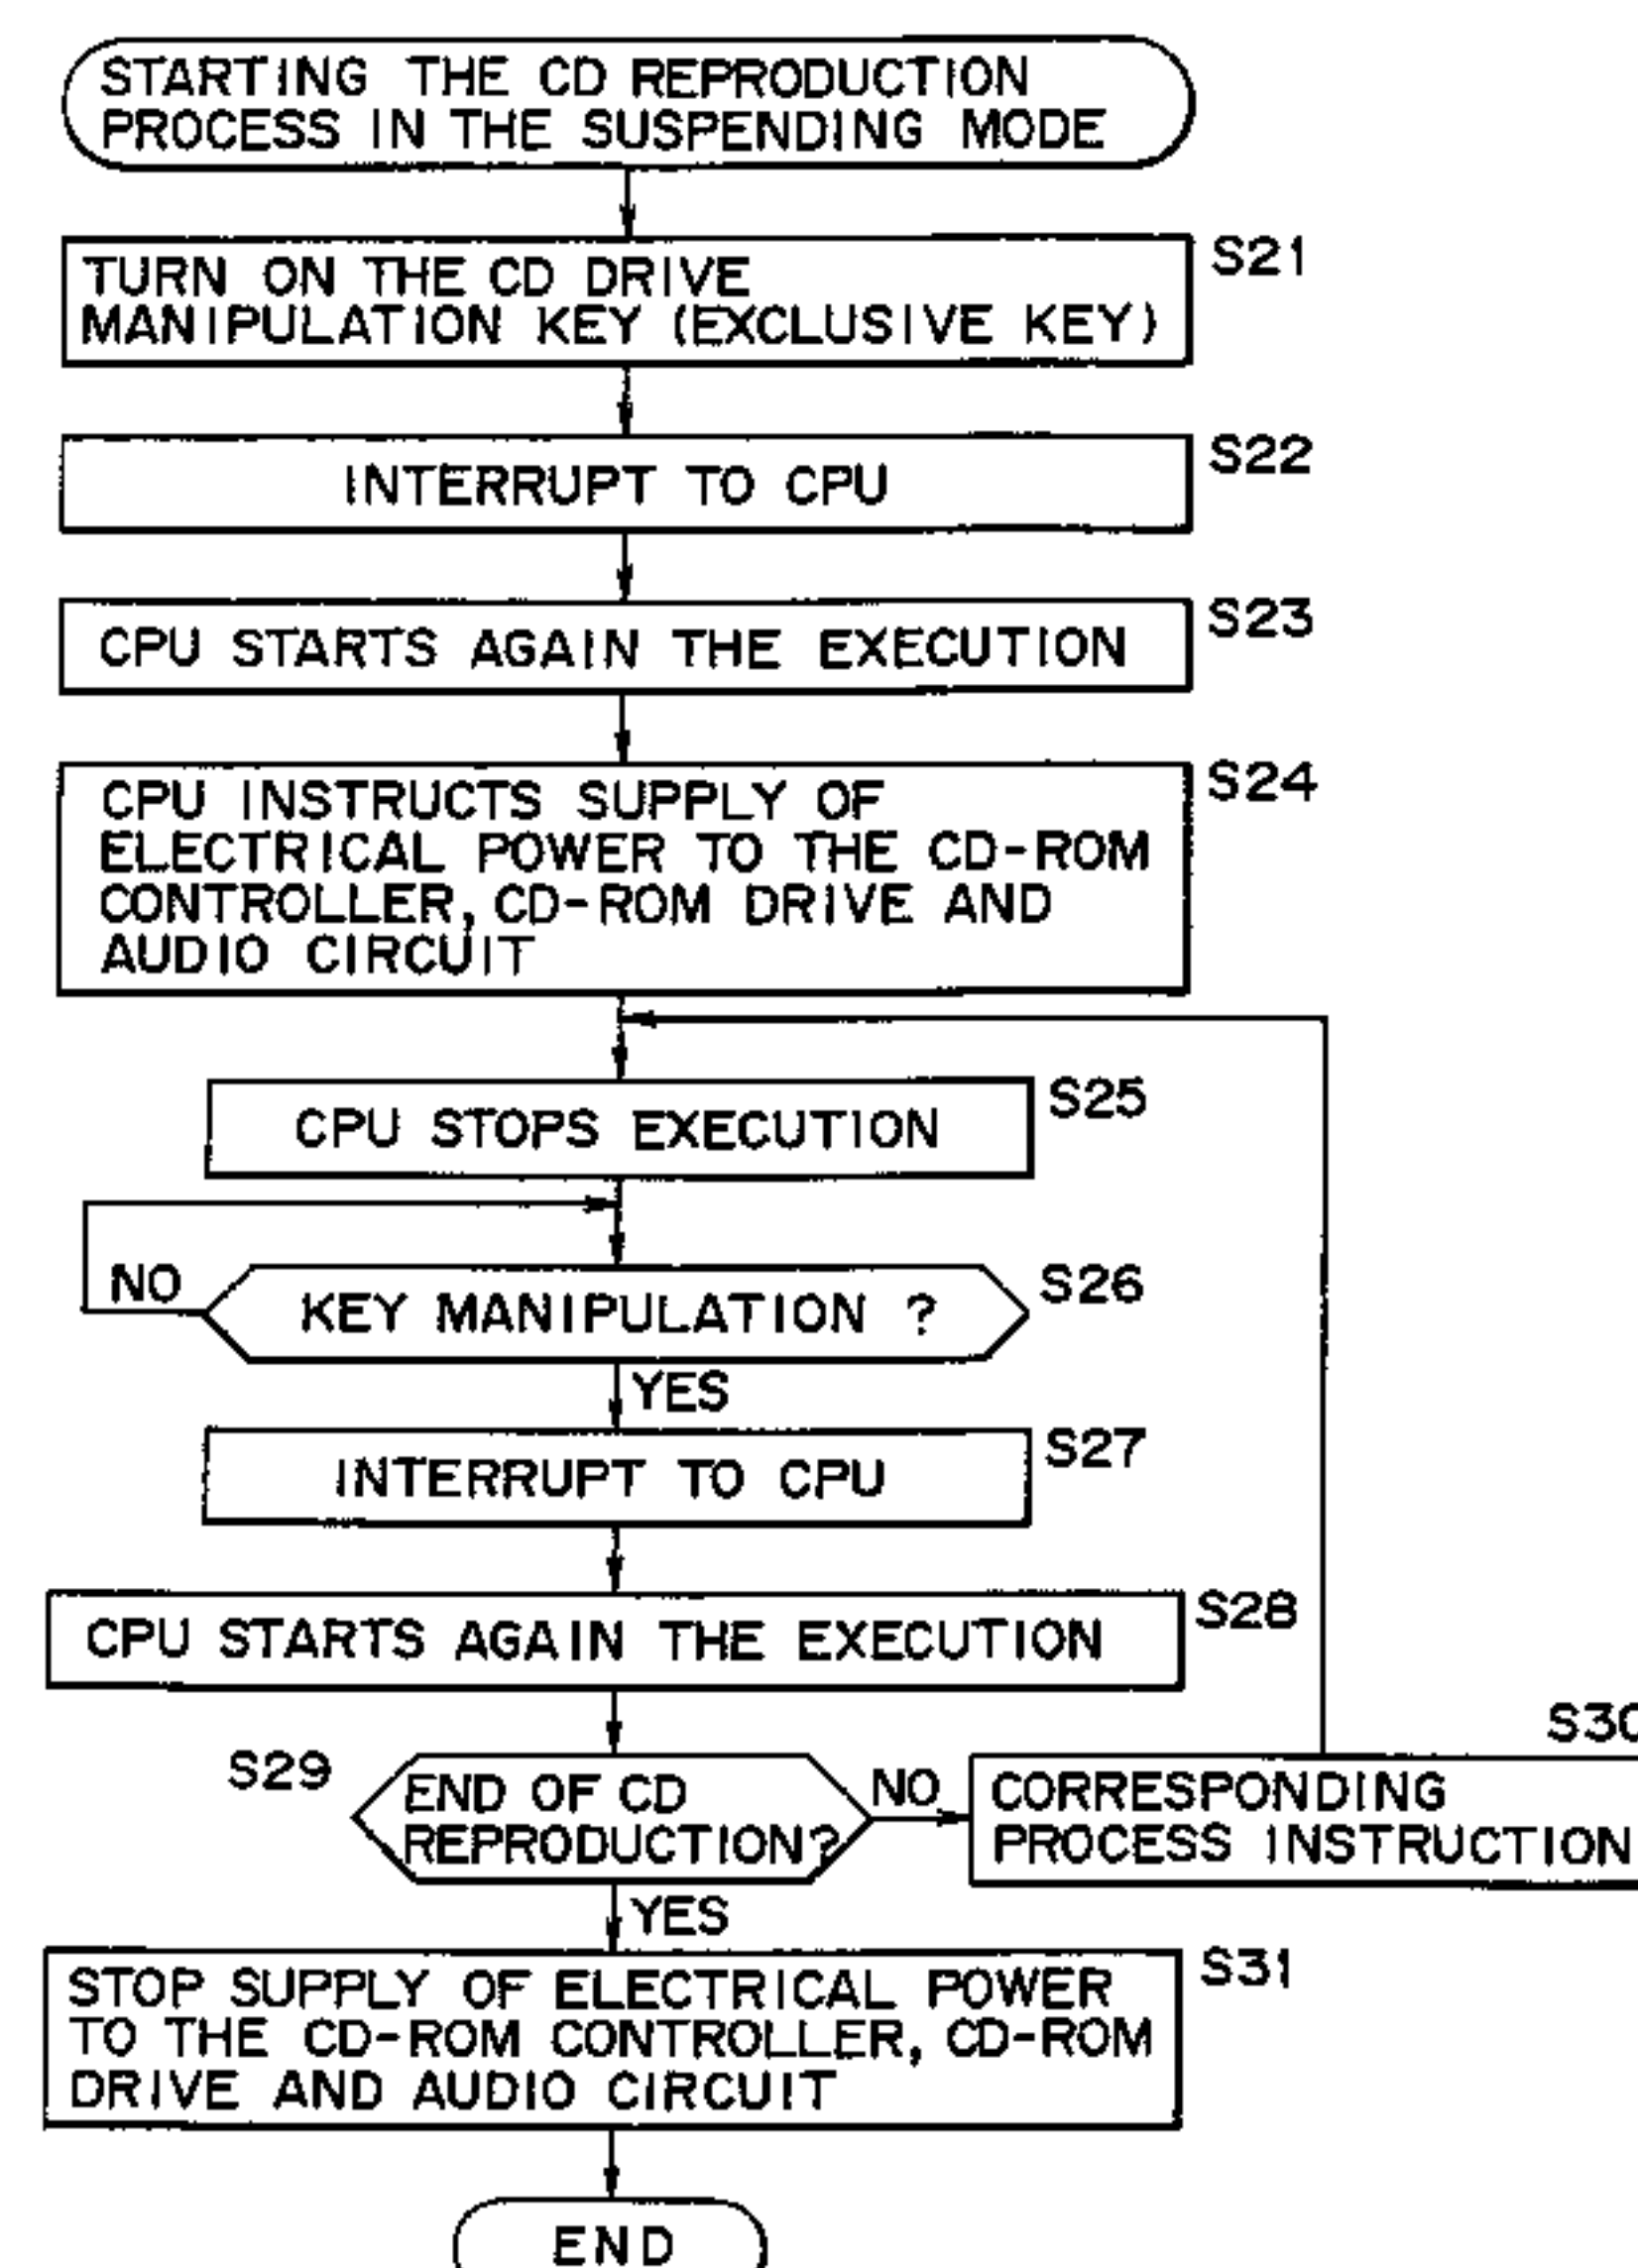 STARTING THE CD REPRODUCTION
PROCESS IN THE SUSPENDING MODE
S21
TURN ON THE CD DRIVE
MANIPULATION KEY (EXCLUSIVE KEY)
S22
INTERRUPT TO CPU
S23
CPU STARTS AGAIN THE EXECUTION
S24
CPU INSTRUCTS SUPPLY OF
ELECTRICAL POWER TO THE CD-ROM
CONTROLLER, CD-ROM DRIVE AND
AUDIO CIRCUIT
S25
CPU STOPS EXECUTION
NO
S26
KEY MANIPULATION ?
YES
S27
INTERRUPT TO CPU
S28
CPU STARTS AGAIN THE EXECUTION
S29
END OF CD
REPRODUCTION?
NO
S30
CORRESPONDING
PROCESS INSTRUCTION
YES
S31
STOP SUPPLY OF ELECTRICAL POWER
TO THE CD-ROM CONTROLLER, CD-ROM
DRIVE AND AUDIO CIRCUIT
END